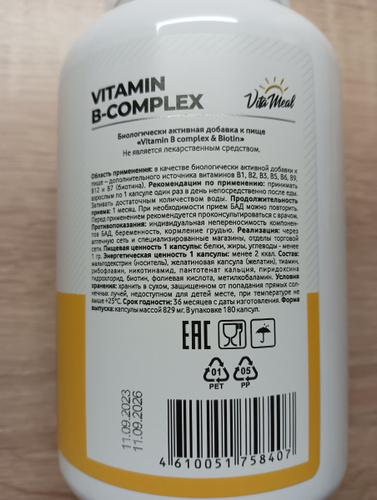 VITAMIN
B-COMPLEX
Vita Meal
Биологически активная добавка к пище
«Vitamin B complex & Biotin»
Не является лекарственным средством.
Область применения: в качестве биологически активной добавки к
пище – дополнительного источника витаминов B1, B2, B3, B5, B6, B9,
B12 и B7 (биотина). Рекомендации по применению: принимать
взрослым по 1 капсуле один раз в день непосредственно после еды.
Запивать достаточным количеством воды. Продолжительность
приема: 1 месяц. При необходимости прием БАД можно повторить.
Перед применением рекомендуется проконсультироваться с врачом.
Противопоказания: индивидуальная непереносимость компонен-
тов БАД, беременность, кормление грудью. Реализация: через
аптечную сеть и специализированные магазины, отделы торговой
сети. Пищевая ценность 1 капсулы: белки, жиры, углеводы - менее
1 гр. Энергетическая ценность 1 капсулы: менее 2 ккал. Состав:
мальтодекстрин (носитель), желатиновая капсула (желатин), тиамин,
рибофлавин, никотинамид, пантотенат кальция, пиридоксина
гидрохлорид, биотин, фолиевая кислота, метилкобаламин. Условия
хранения: хранить в сухом, защищенном от попадания прямых сол-
нечных лучей, недоступном для детей месте, при температуре не
выше +25°C. Срок годности: 36 месяцев с даты изготовления. Форма
выпуска: капсулы массой 829 мг. В упаковке 180 капсул.
EAC
01
PET
05
PP
11.09.2023
11.09.2026
4610051758407